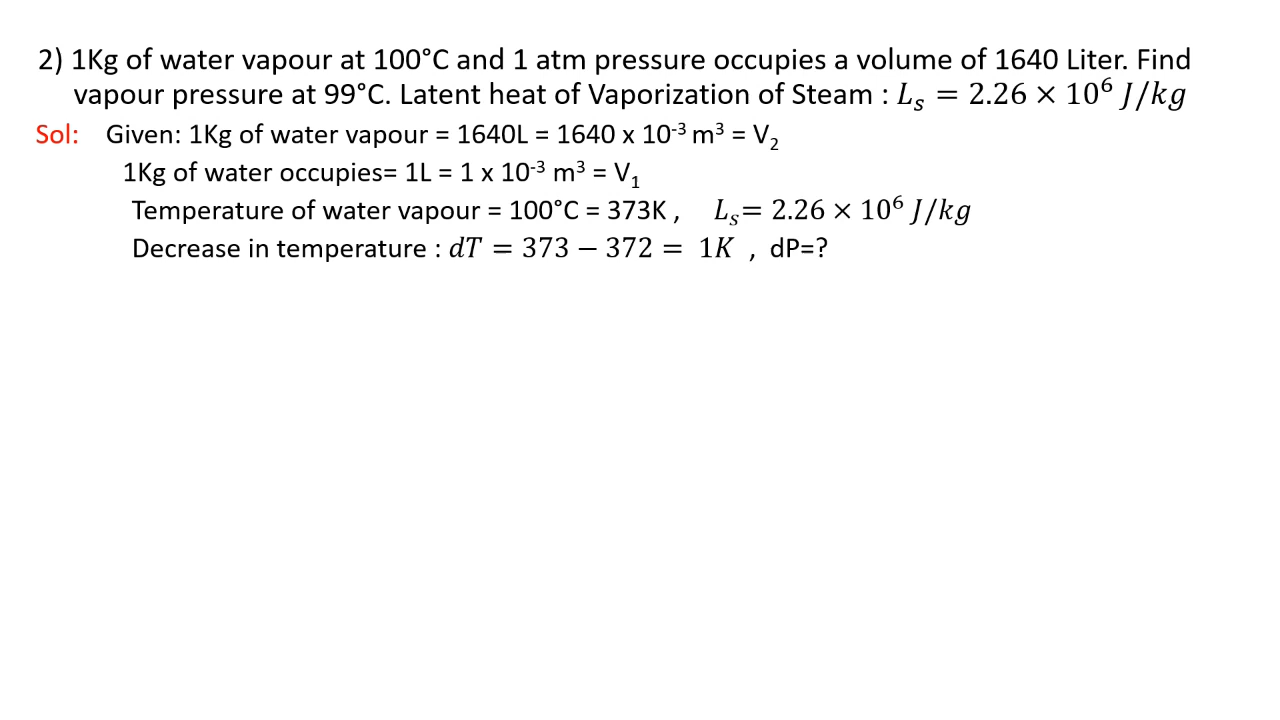 2) 1Kg of water vapour at 100°C and 1 atm pressure occupies a volume of 1640 Liter. Find
vapour pressure at 99°C. Latent heat of Vaporization of Steam : Lₛ = 2.26 × 10⁶ J/kg
Sol: Given: 1Kg of water vapour = 1640L = 1640 x 10⁻³ m³ = V₂
1Kg of water occupies= 1L = 1 x 10⁻³ m³ = V₁
Temperature of water vapour = 100°C = 373K , Lₛ= 2.26 × 10⁶ J/kg
Decrease in temperature : dT = 373 − 372 = 1K , dP=?